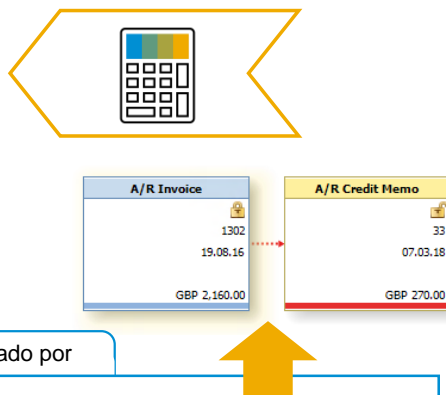 A/R Invoice
1302
19.08.16
GBP 2,160.00
A/R Credit Memo
33
07.03.18
GBP 270.00
ado por